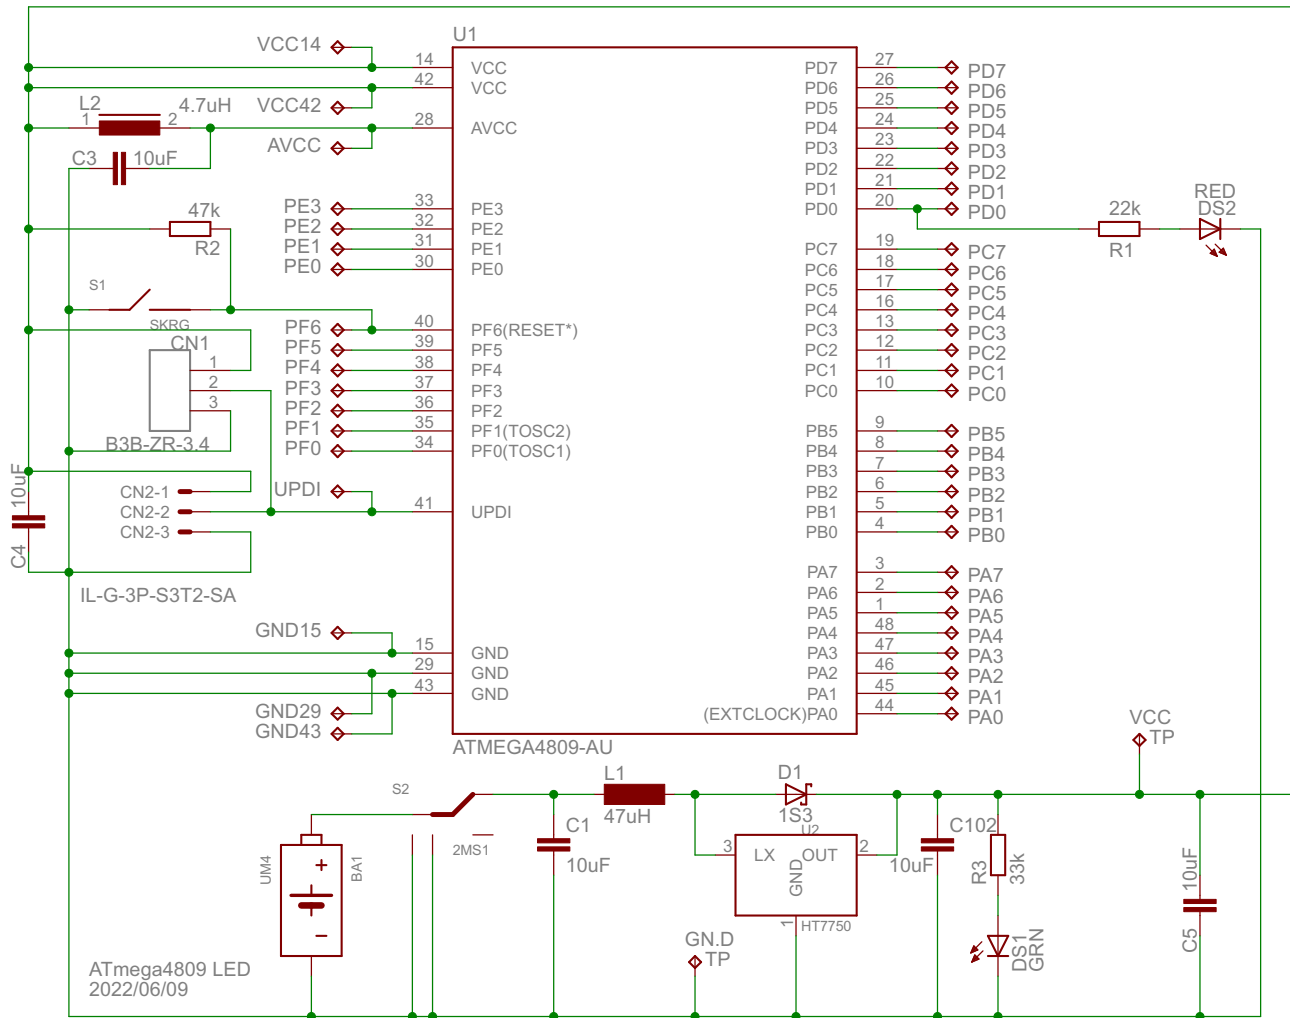 U1
VCC14
VCC42
AVCC
L2
4.7uH
1
2
C3
10uF
14
42
28
VCC
VCC
AVCC
PE3
PE2
PE1
PE0
33
32
31
30
PE3
PE2
PE1
PE0
47k
R2
S1
SKRG
PF6
PF5
PF4
PF3
PF2
PF1
PF0
40
39
38
37
36
35
34
PF6(RESET*)
PF5
PF4
PF3
PF2
PF1(TOSC2)
PF0(TOSC1)
CN1
1
2
3
B3B-ZR-3.4
10uF
C4
CN2-1
CN2-2
CN2-3
IL-G-3P-S3T2-SA
UPDI
41
UPDI
GND15
GND29
GND43
15
29
43
GND
GND
GND
ATMEGA4809-AU
PD7 27 PD7
PD6 26 PD6
PD5 25 PD5
PD4 24 PD4
PD3 23 PD3
PD2 22 PD2
PD1 21 PD1
PD0 20 PD0
22k
R1
RED
DS2
PC7 19 PC7
PC6 18 PC6
PC5 17 PC5
PC4 16 PC4
PC3 13 PC3
PC2 12 PC2
PC1 11 PC1
PC0 10 PC0
PB5 9 PB5
PB4 8 PB4
PB3 7 PB3
PB2 6 PB2
PB1 5 PB1
PB0 4 PB0
PA7 3 PA7
PA6 2 PA6
PA5 1 PA5
PA4 48 PA4
PA3 47 PA3
PA2 46 PA2
PA1 45 PA1
(EXTCLOCK)PA0 44 PA0
VCC
TP
S2
2MS1
UM4
BA1
+
−
C1
10uF
L1
47uH
D1
1S3
U2
3
LX
OUT
2
GND
1
HT7750
GN.D
TP
C102
10uF
R3
33k
DS1
GRN
10uF
C5
ATmega4809 LED
2022/06/09